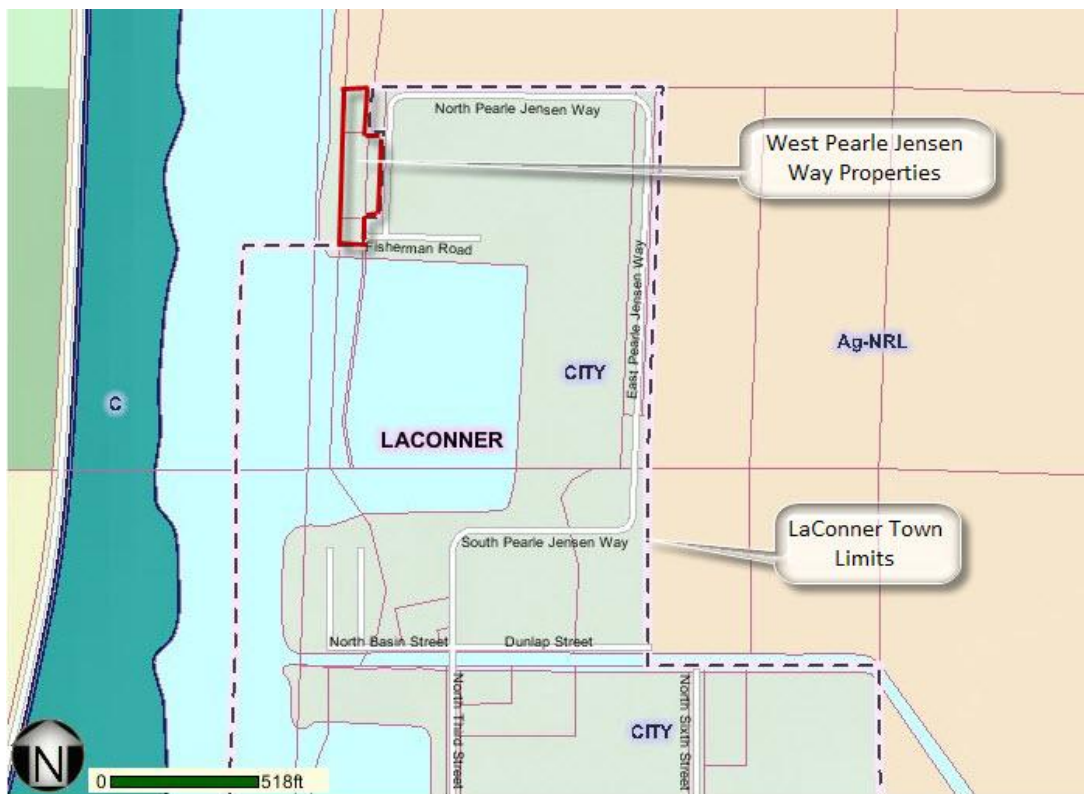 North Pearle Jensen Way
West Pearle Jensen
Way Properties
Fisherman Road
East Pearle Jensen Way
Ag-NRL
CITY
C
LACONNER
LaConner Town
Limits
South Pearle Jensen Way
North Basin Street
Dunlap Street
North Third Street
North Sixth Street
CITY
N
0
518ft